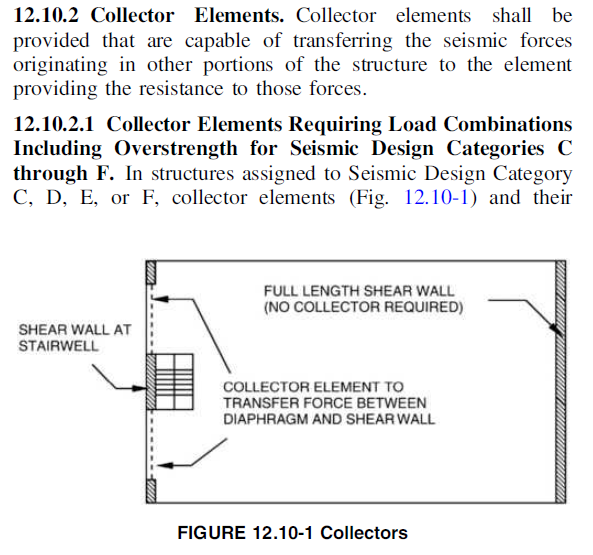 12.10.2 Collector Elements. Collector elements shall be
provided that are capable of transferring the seismic forces
originating in other portions of the structure to the element
providing the resistance to those forces.
12.10.2.1 Collector Elements Requiring Load Combinations
Including Overstrength for Seismic Design Categories C
through F. In structures assigned to Seismic Design Category
C, D, E, or F, collector elements (Fig. 12.10-1) and their
FULL LENGTH SHEAR WALL
(NO COLLECTOR REQUIRED)
SHEAR WALL AT
STAIRWELL
COLLECTOR ELEMENT TO
TRANSFER FORCE BETWEEN
DIAPHRAGM AND SHEAR WALL
FIGURE 12.10-1 Collectors